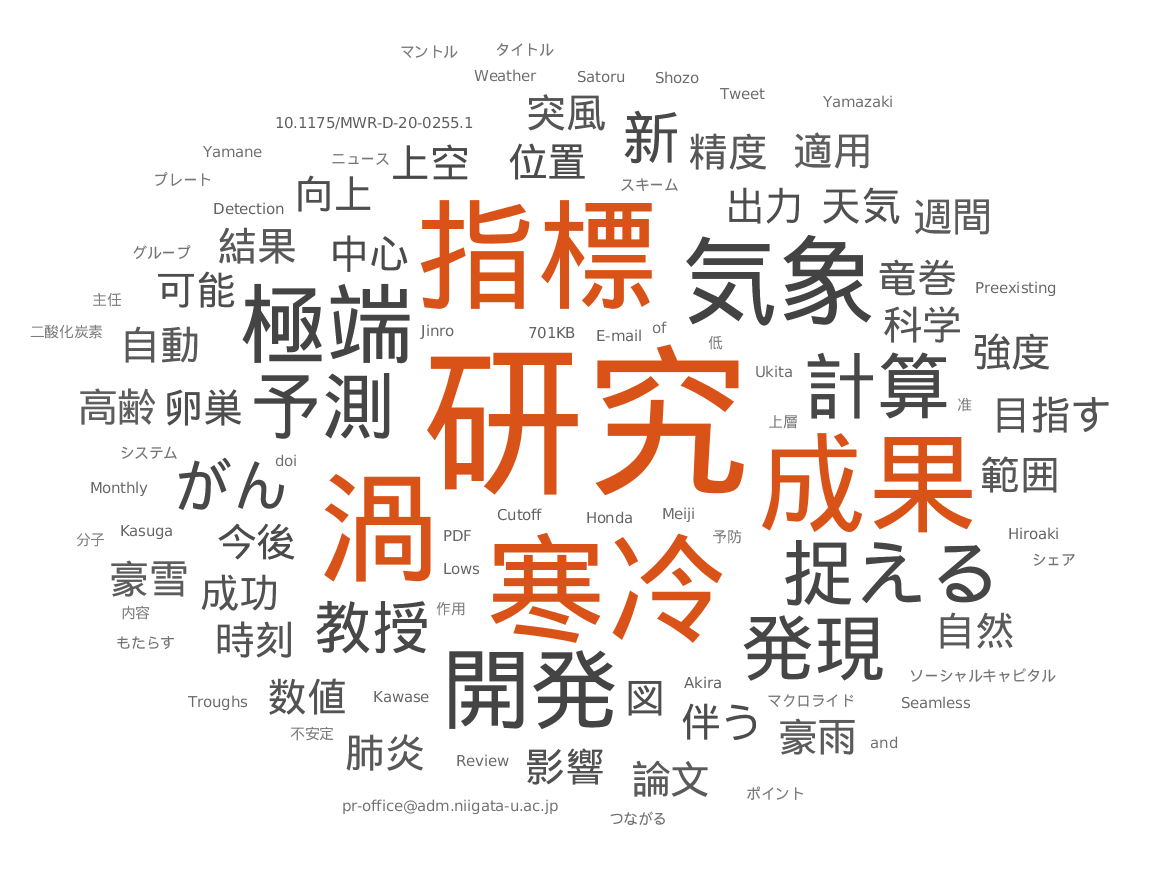 マントル タイトル
Weather Satoru Shozo
Tweet Yamazaki
10.1175/MWR-D-20-0255.1 突風 新
Yamane ニュース 上空 位置 精度 適用
プレート 向上 スキーム
Detection 出力 天気 週間
グループ 結果 中心 指標 気象
主任 可能 極端 竜巻 Preexisting
二酸化炭素 自動 Jinro 701KB E-mail of 低 科学 強度
高齢 卵巣 予測 研究 Ukita 計算 准 目指す
上層
システム doi
Monthly がん 成果 範囲
分子 Kasuga 今後 渦 PDF Cutoff Honda Meiji 予防 Hiroaki
シェア
豪雪 成功 Lows 寒冷 捉える
内容 作用
もたらす 時刻 教授 発現 自然
ソーシャルキャピタル
Troughs 数値 Kawase 開発 図 Akira マクロライド Seamless
不安定 伴う 豪雨 and
肺炎 Review 影響 論文
pr-office@adm.niigata-u.ac.jp ポイント
つながる